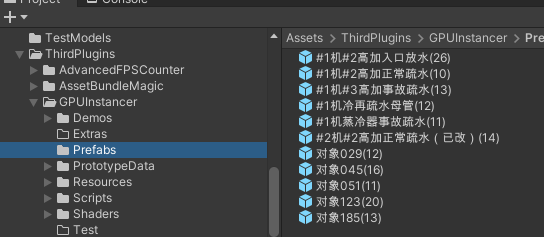 Project
Console
TestModels
ThirdPlugins
AdvancedFPSCounter
AssetBundleMagic
GPUInstancer
Demos
Extras
Prefabs
PrototypeData
Resources
Scripts
Shaders
Test
Assets > ThirdPlugins > GPUInstancer > Pre
#1机#2高加入口放水(26)
#1机#2高加正常疏水(10)
#1机#3高加事故疏水(13)
#1机冷再疏水母管(12)
#1机蒸冷器事故疏水(11)
#2机#2高加正常疏水（已改）(14)
对象029(12)
对象045(16)
对象051(11)
对象123(20)
对象185(13)